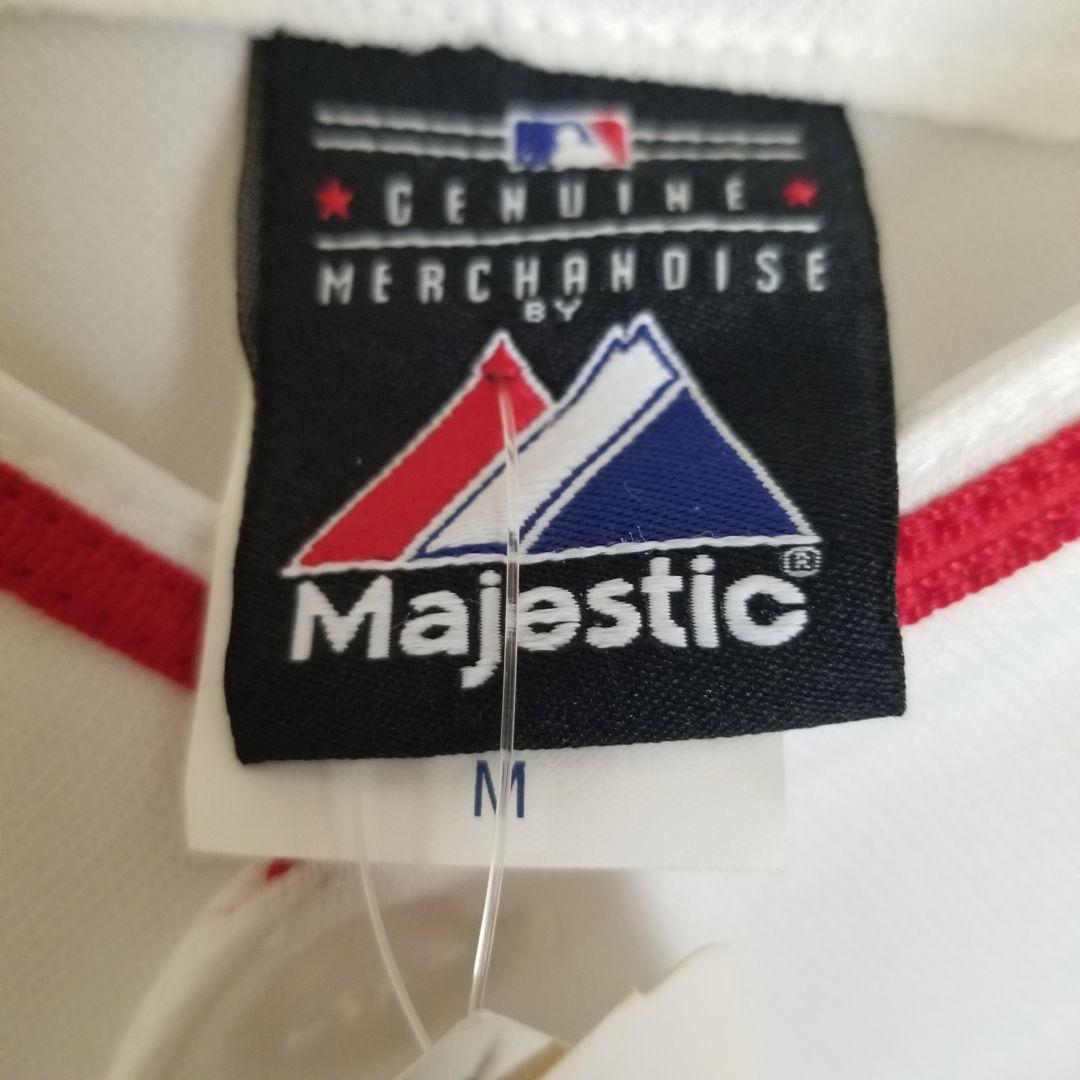 GENUINE
MERCHANDISE
BY
Majestic®
M